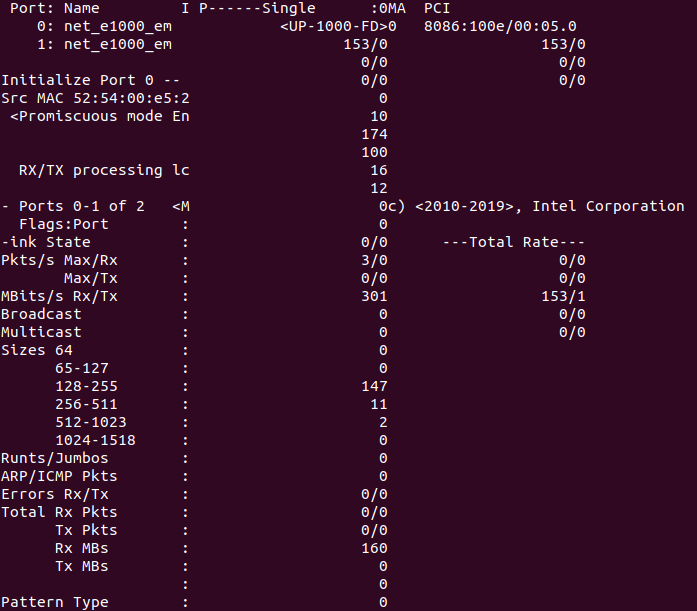 Port: Name         I P------Single      :0MA  PCI
    0: net_e1000_em            <UP-1000-FD>0   8086:100e/00:05.0
    1: net_e1000_em                   153/0                 153/0
                                        0/0                   0/0
Initialize Port 0 --                    0/0                   0/0
Src MAC 52:54:00:e5:2                     0
 <Promiscuous mode En                    10
                                        174
                                        100
  RX/TX processing lc                    16
                                         12
- Ports 0-1 of 2   <M                     0c) <2010-2019>, Intel Corporation
  Flags:Port        :                     0
-ink State          :                   0/0      ---Total Rate---
Pkts/s Max/Rx       :                   3/0                   0/0
       Max/Tx       :                   0/0                   0/0
MBits/s Rx/Tx       :                   301                 153/1
Broadcast           :                     0                   0/0
Multicast           :                     0                   0/0
Sizes 64            :                     0
      65-127        :                     0
      128-255       :                   147
      256-511       :                    11
      512-1023      :                     2
      1024-1518     :                     0
Runts/Jumbos        :                     0
ARP/ICMP Pkts       :                     0
Errors Rx/Tx        :                   0/0
Total Rx Pkts       :                   0/0
      Tx Pkts       :                   0/0
      Rx MBs        :                   160
      Tx MBs        :                     0
                    :                     0
Pattern Type        :                     0